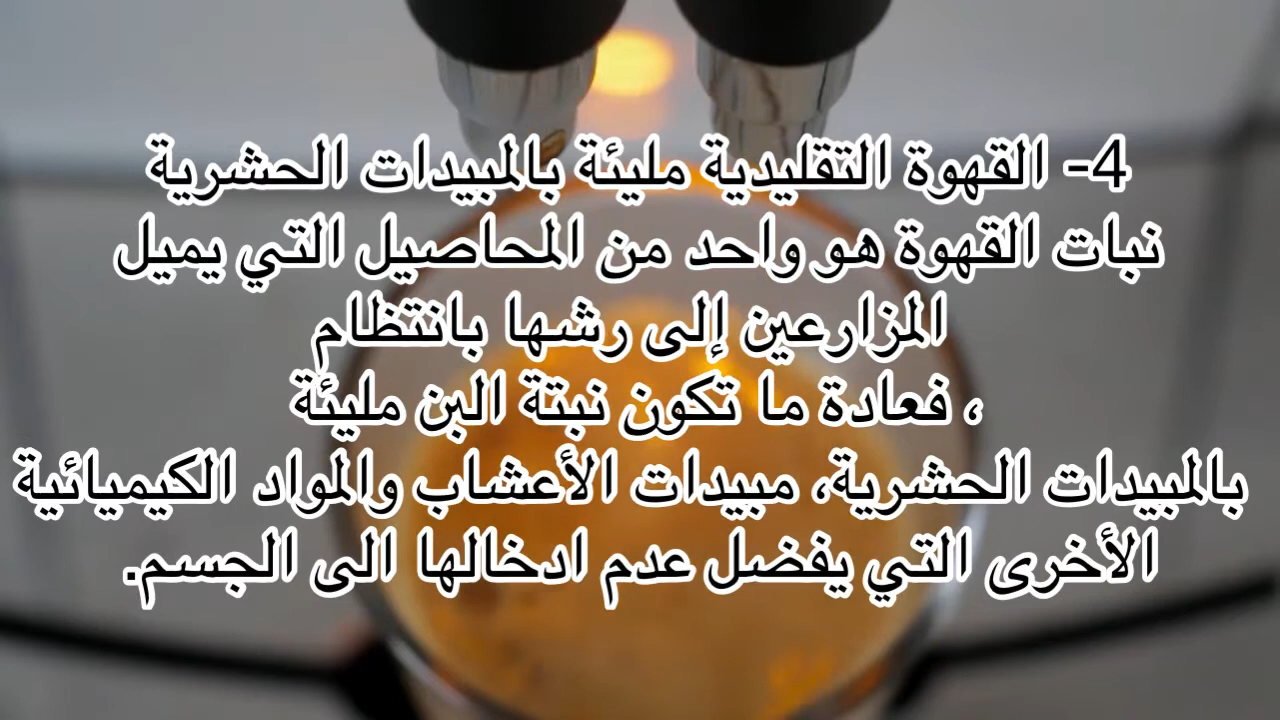 4- القهوة التقليدية مليئة بالمبيدات الحشرية
نبات القهوة هو واحد من المحاصيل التي يميل
المزارعين إلى رشها بانتظام
، فعادة ما تكون نبتة البن مليئة
بالمبيدات الحشرية، مبيدات الأعشاب والمواد الكيميائية
الأخرى التي يفضل عدم ادخالها الى الجسم.